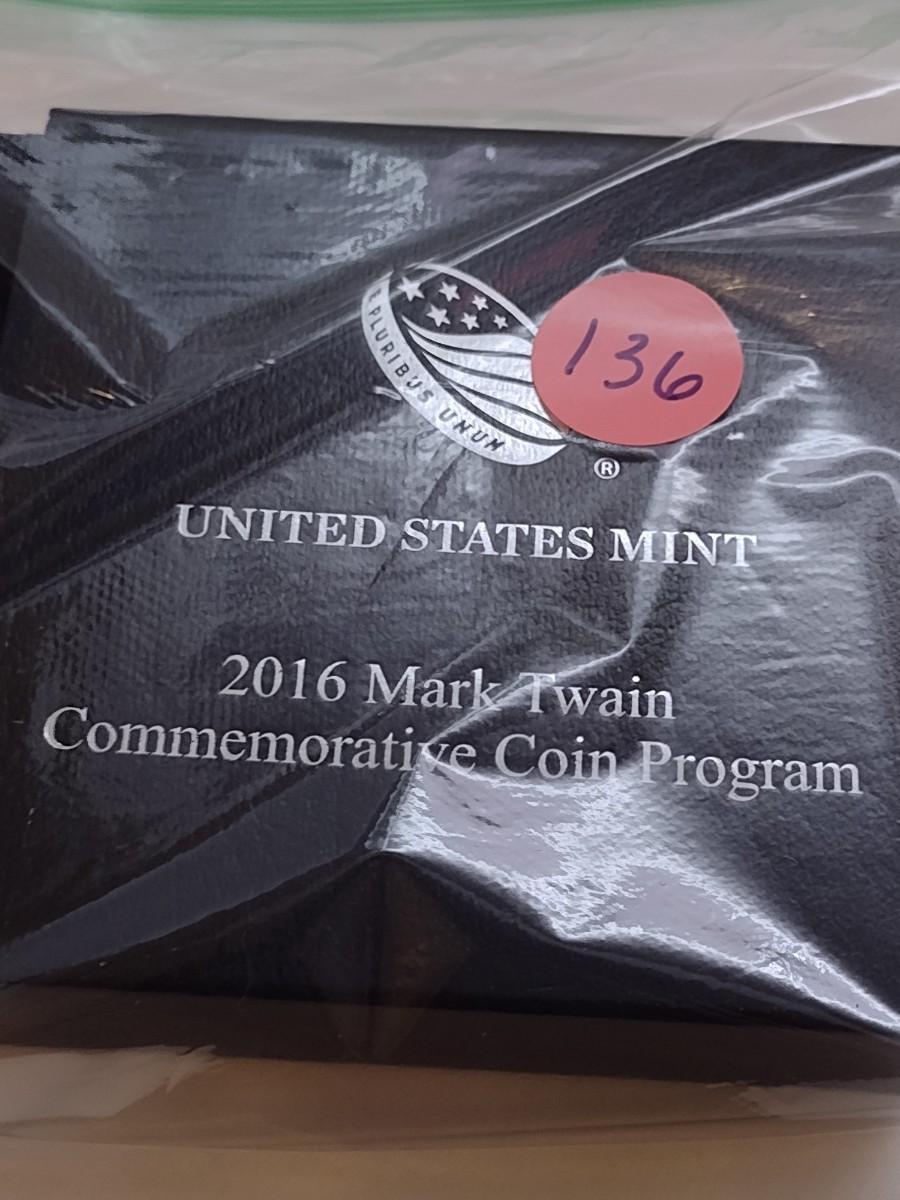 E PLURIBUS UNUM
136
®
UNITED STATES MINT
2016 Mark Twain
Commemorative Coin Program